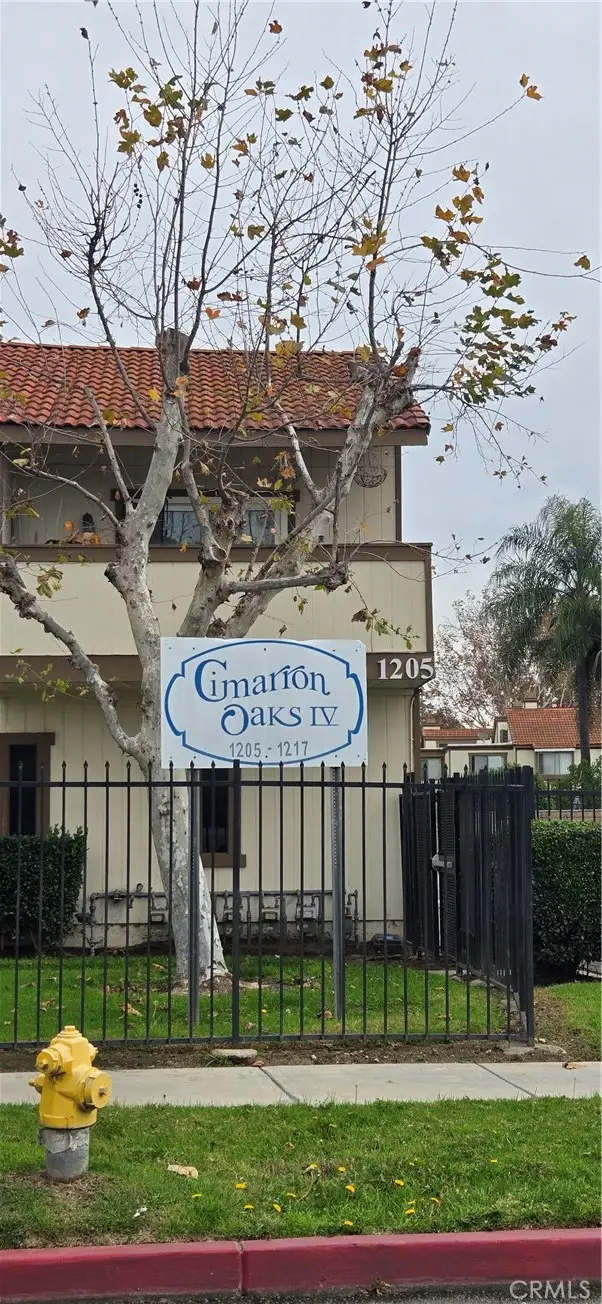 Cimarron
Oaks IV
1205 - 1217
1205
CRMLS